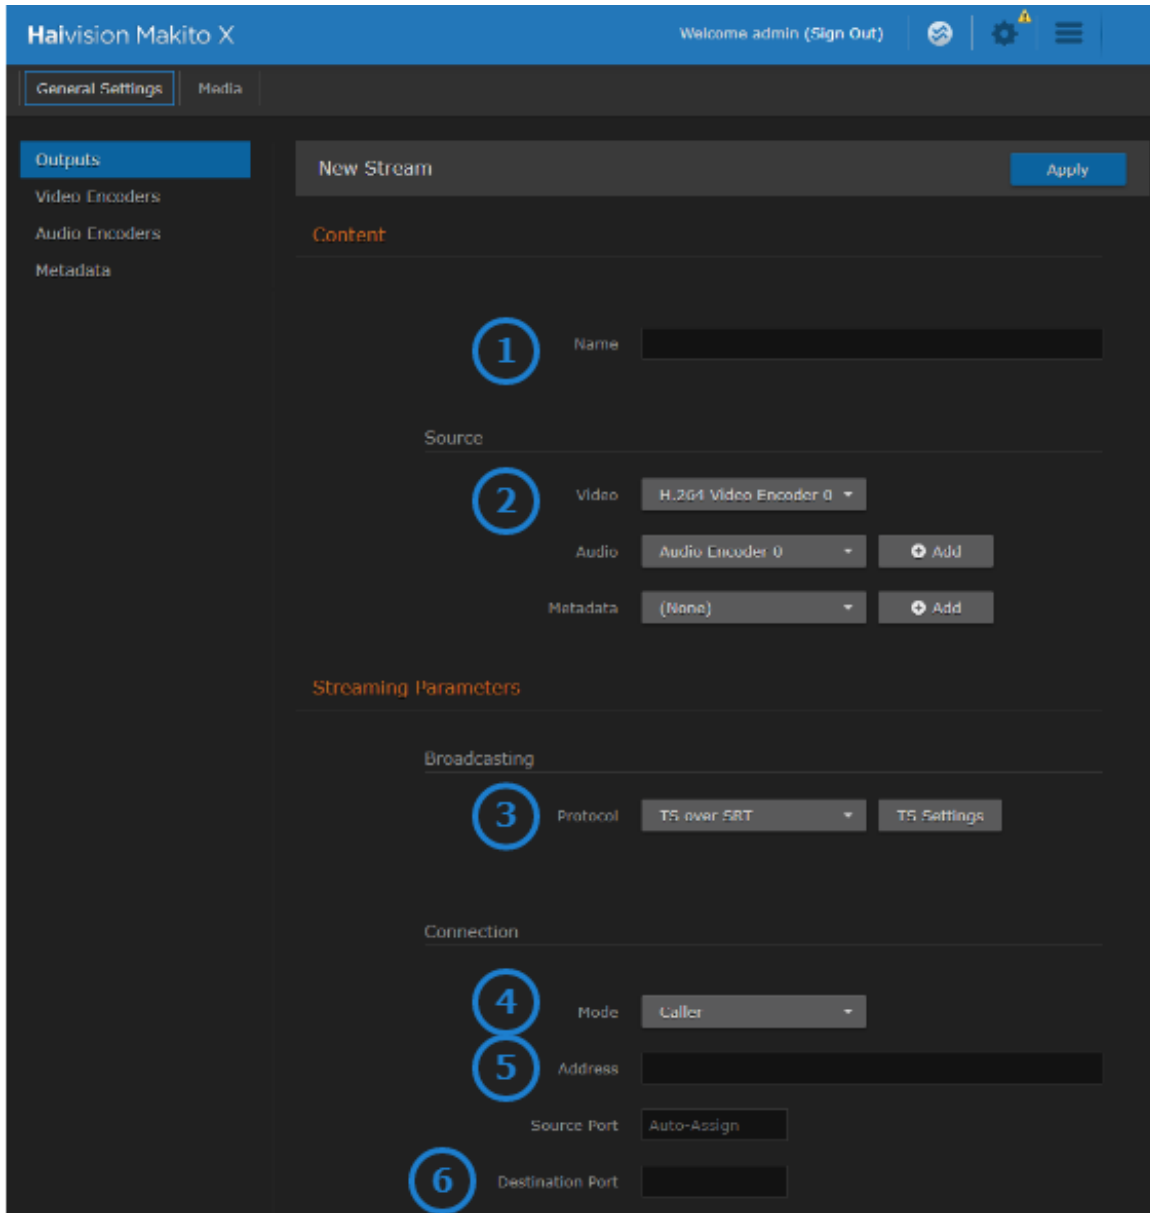 Haivision Makito X
Welcome admin (Sign Out)
General Settings Media
Outputs
Video Encoders
Audio Encoders
Metadata
New Stream
Apply
Content
1 Name
Source
2 Video H.264 Video Encoder 0
Audio Audio Encoder 0 Add
Metadata (None) Add
Streaming Parameters
Broadcasting
3 Protocol TS over SRT TS Settings
Connection
4 Mode Caller
5 Address
Source Port Auto-Assign
6 Destination Port